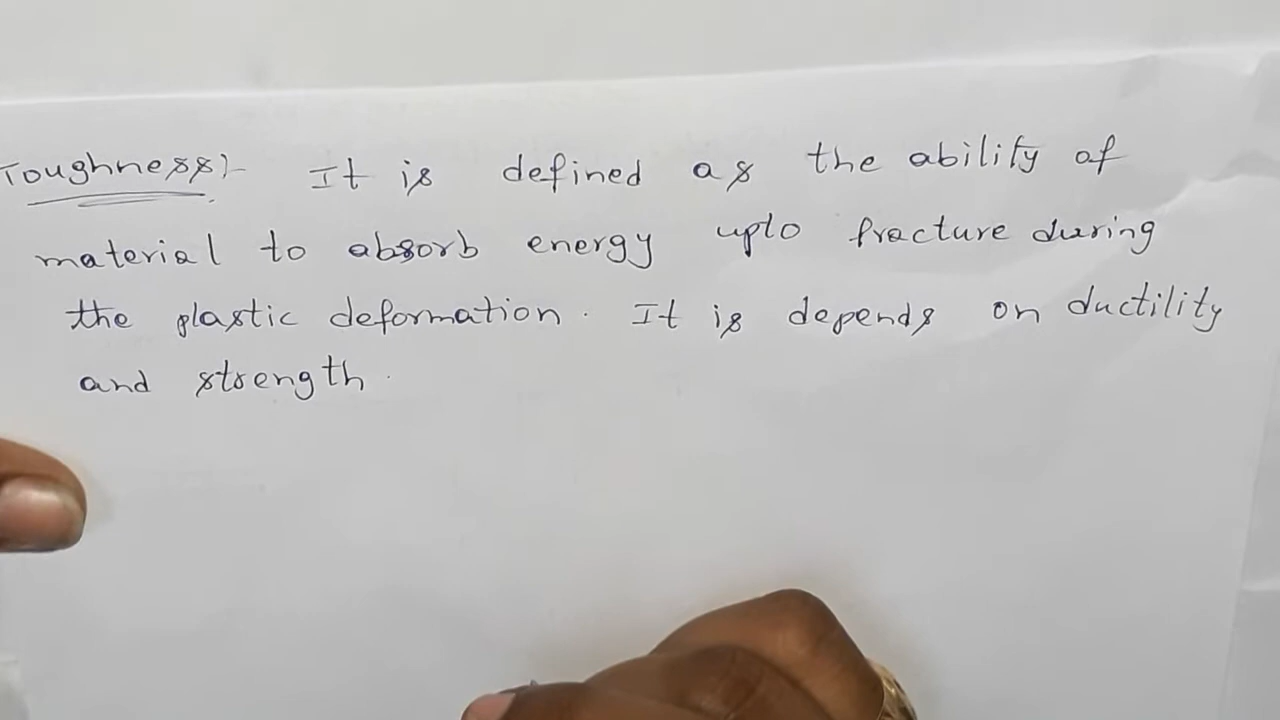 Toughness:- It is defined as the ability of
material to absorb energy upto fracture during
the plastic deformation. It is depends on ductility
and strength.